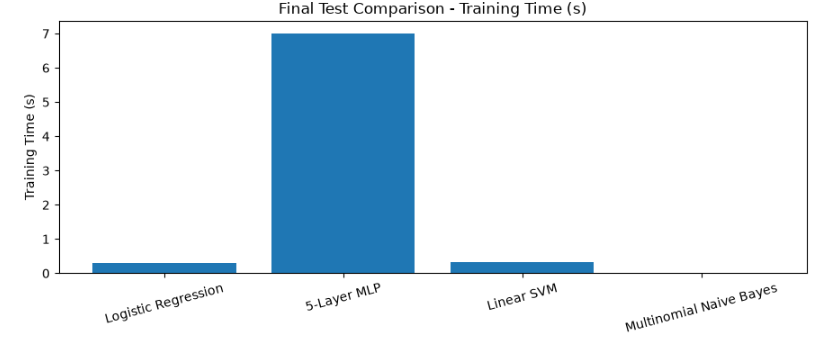 Final Test Comparison - Training Time (s)
Training Time (s)
7
6
5
4
3
2
1
0
Logistic Regression
5-Layer MLP
Linear SVM
Multinomial Naive Bayes